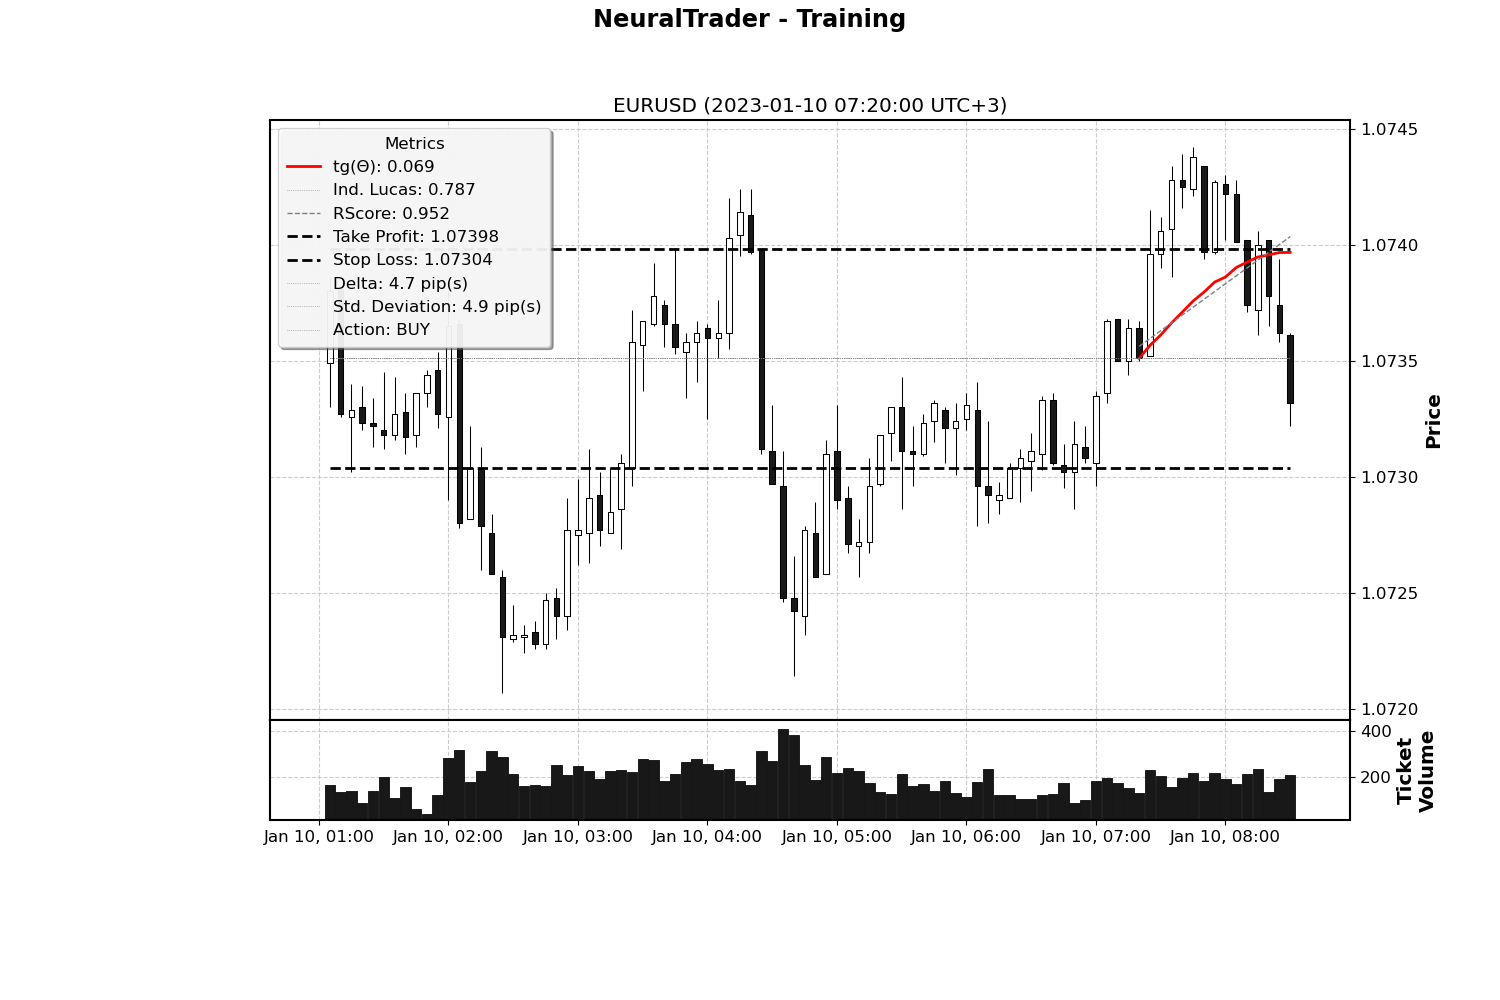 NeuralTrader - Training
EURUSD (2023-01-10 07:20:00 UTC+3)
Metrics
tg(Θ): 0.069
Ind. Lucas: 0.787
RScore: 0.952
Take Profit: 1.07398
Stop Loss: 1.07304
Delta: 4.7 pip(s)
Std. Deviation: 4.9 pip(s)
Action: BUY
1.0745
1.0740
1.0735
1.0730
1.0725
1.0720
Price
400
200
Ticket
Volume
Jan 10, 01:00
Jan 10, 02:00
Jan 10, 03:00
Jan 10, 04:00
Jan 10, 05:00
Jan 10, 06:00
Jan 10, 07:00
Jan 10, 08:00